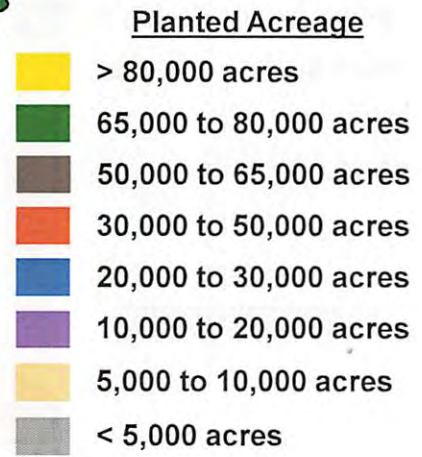 Planted Acreage
> 80,000 acres
65,000 to 80,000 acres
50,000 to 65,000 acres
30,000 to 50,000 acres
20,000 to 30,000 acres
10,000 to 20,000 acres
5,000 to 10,000 acres
< 5,000 acres